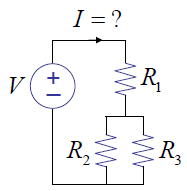 I = ?
V
+
−
R₁
R₂
R₃